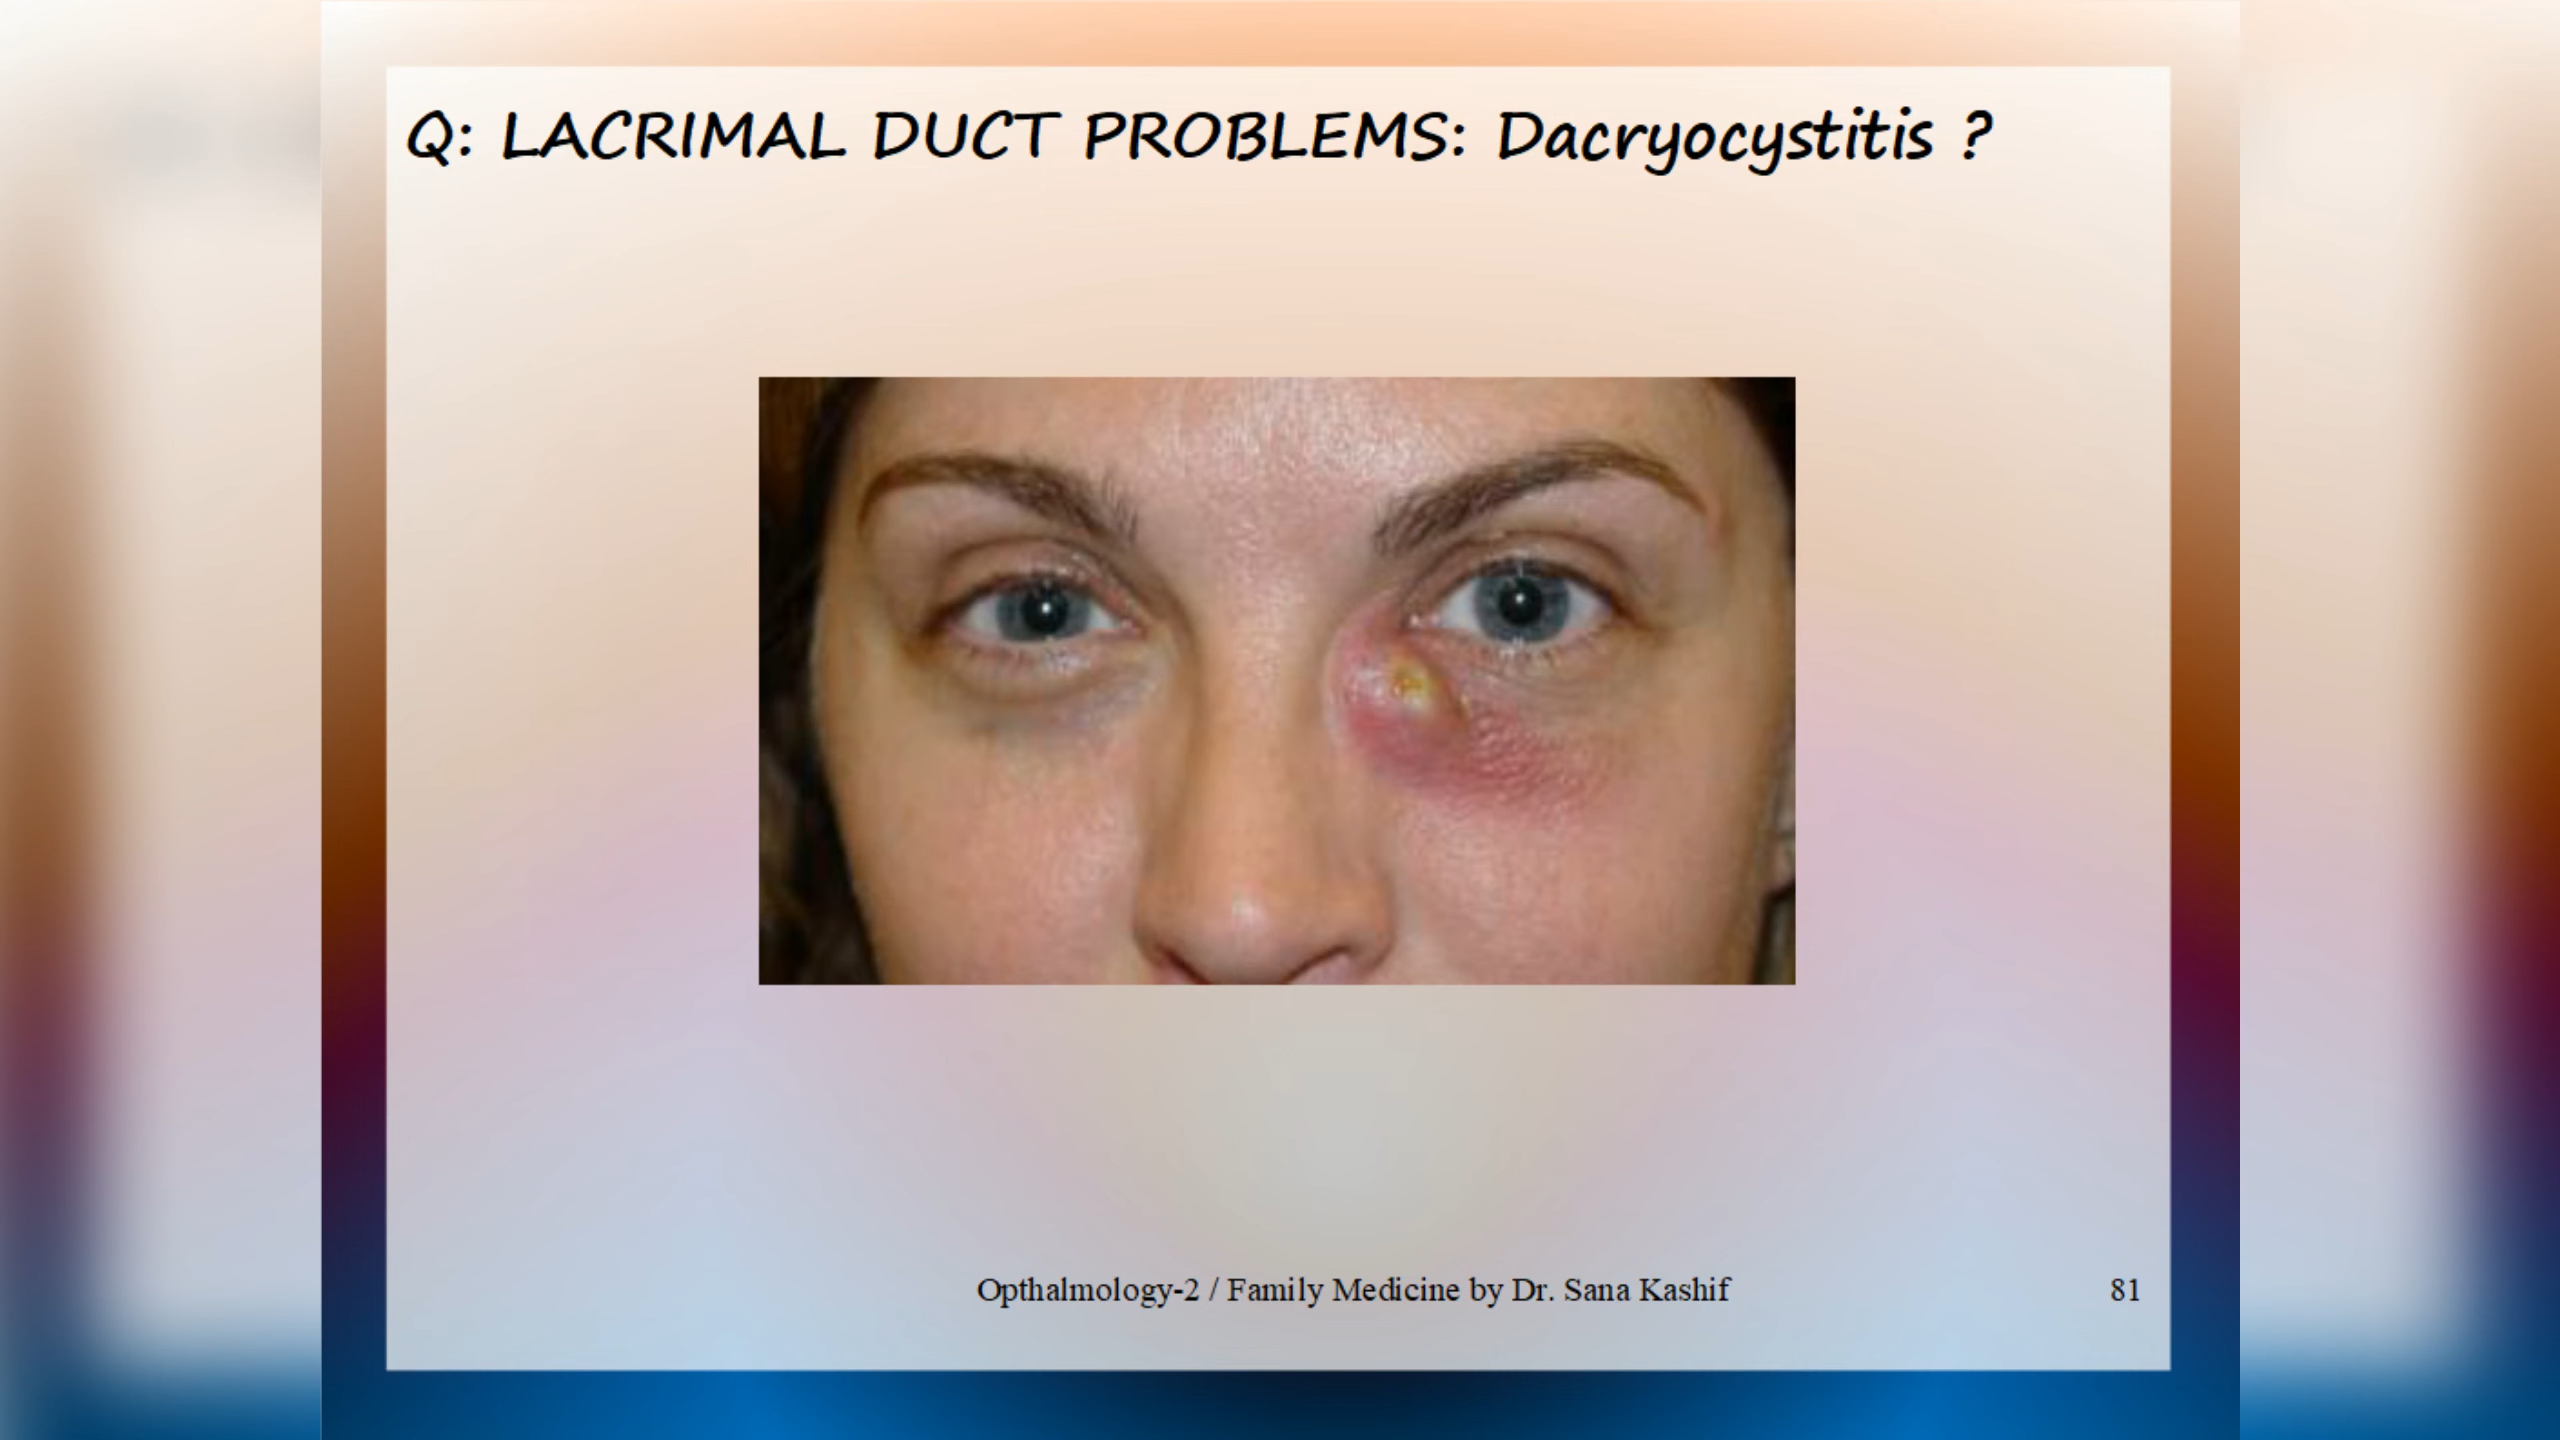 Q: LACRIMAL DUCT PROBLEMS: Dacryocystitis ?
Opthalmology-2 / Family Medicine by Dr. Sana Kashif
81